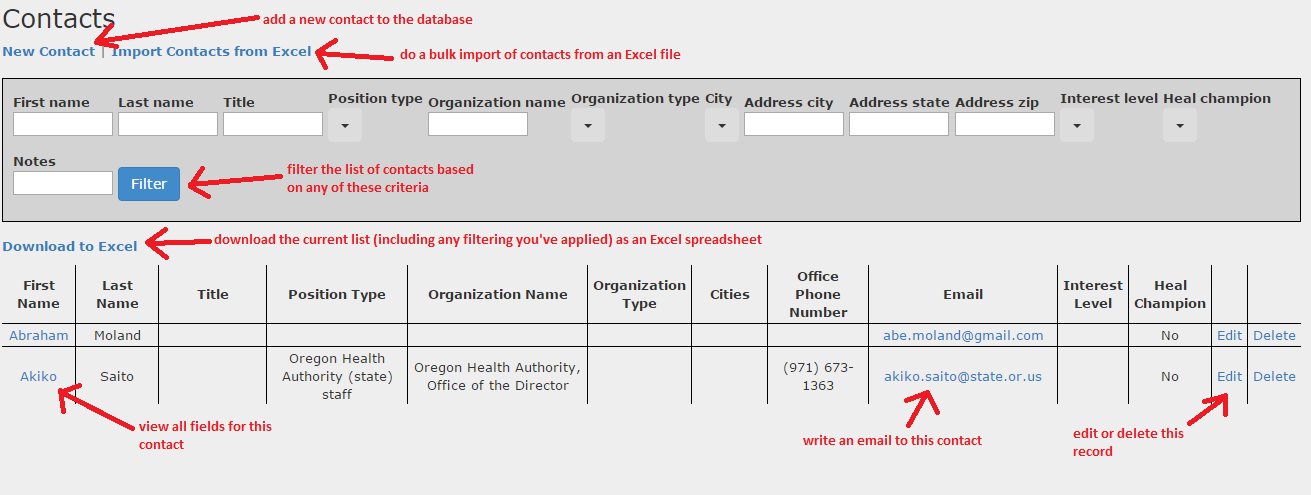 Contacts
add a new contact to the database
New Contact | Import Contacts from Excel
do a bulk import of contacts from an Excel file
First name Last name Title Position type Organization name Organization type City Address city Address state Address zip Interest level Heal champion
Notes
Filter
filter the list of contacts based
on any of these criteria
Download to Excel
download the current list (including any filtering you've applied) as an Excel spreadsheet
First Name Last Name Title Position Type Organization Name Organization Type Cities Office Phone Number Email Interest Level Heal Champion
Abraham Moland abe.moland@gmail.com No Edit Delete
Akiko Saito Oregon Health Authority (state) staff Oregon Health Authority, Office of the Director (971) 673-1363 akiko.saito@state.or.us No Edit Delete
view all fields for this
contact
write an email to this contact
edit or delete this
record